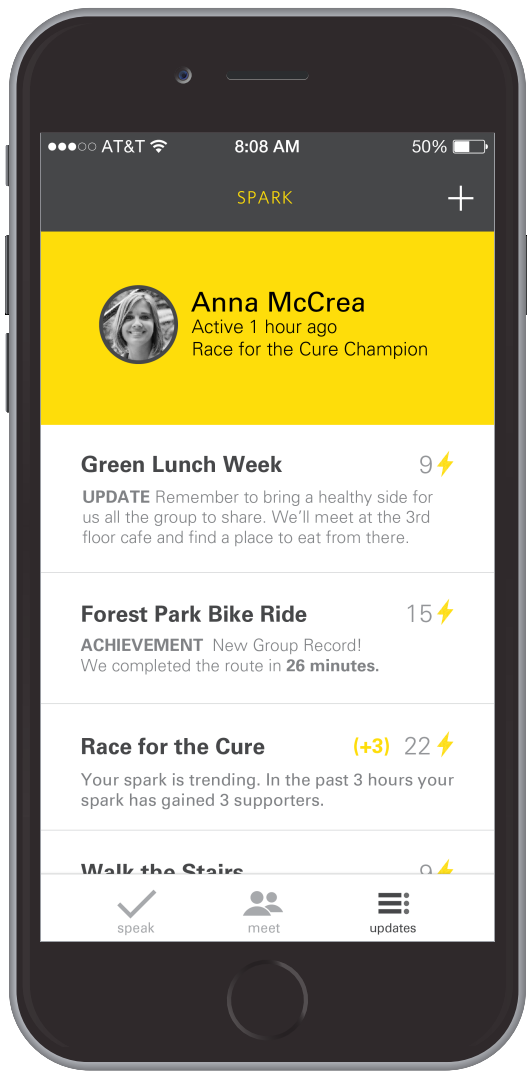 AT&T 8:08 AM 50%
SPARK
Anna McCrea
Active 1 hour ago
Race for the Cure Champion
Green Lunch Week 9
UPDATE Remember to bring a healthy side for
us all the group to share. We'll meet at the 3rd
floor cafe and find a place to eat from there.
Forest Park Bike Ride 15
ACHIEVEMENT New Group Record!
We completed the route in 26 minutes.
Race for the Cure (+3) 22
Your spark is trending. In the past 3 hours your
spark has gained 3 supporters.
Walk the Stairs 9
speak meet updates